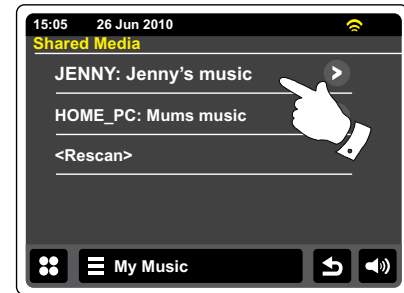 15:05 26 Jun 2010
Shared Media
JENNY: Jenny's music
HOME_PC: Mums music
<Rescan>
My Music